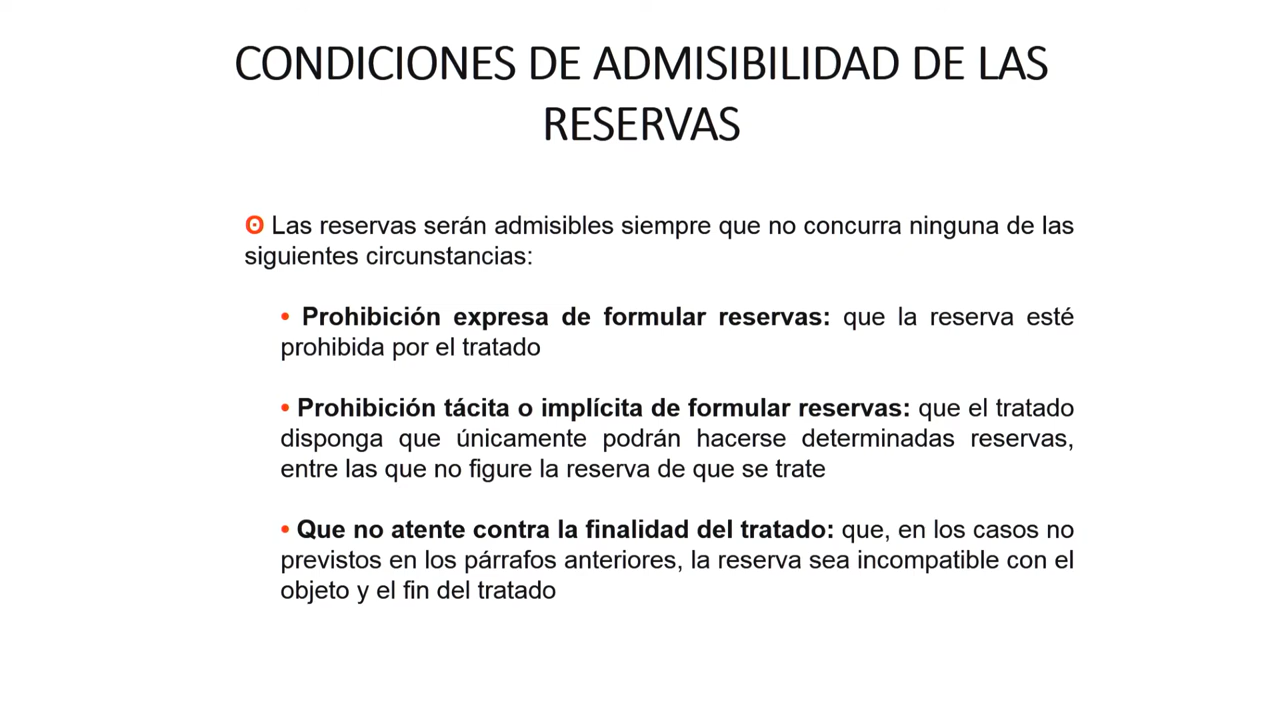 CONDICIONES DE ADMISIBILIDAD DE LAS
RESERVAS
ʘ Las reservas serán admisibles siempre que no concurra ninguna de las
siguientes circunstancias:
• Prohibición expresa de formular reservas: que la reserva esté
prohibida por el tratado
• Prohibición tácita o implícita de formular reservas: que el tratado
disponga que únicamente podrán hacerse determinadas reservas,
entre las que no figure la reserva de que se trate
• Que no atente contra la finalidad del tratado: que, en los casos no
previstos en los párrafos anteriores, la reserva sea incompatible con el
objeto y el fin del tratado